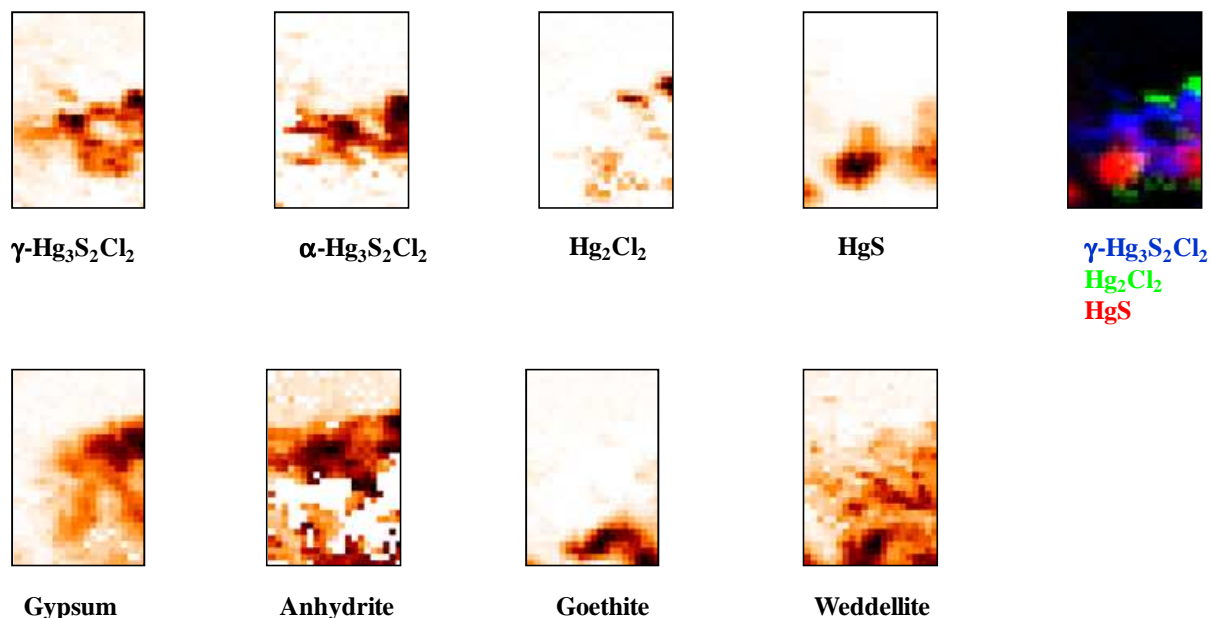 γ-Hg₃S₂Cl₂
α-Hg₃S₂Cl₂
Hg₂Cl₂
HgS
γ-Hg₃S₂Cl₂
Hg₂Cl₂
HgS
Gypsum
Anhydrite
Goethite
Weddellite